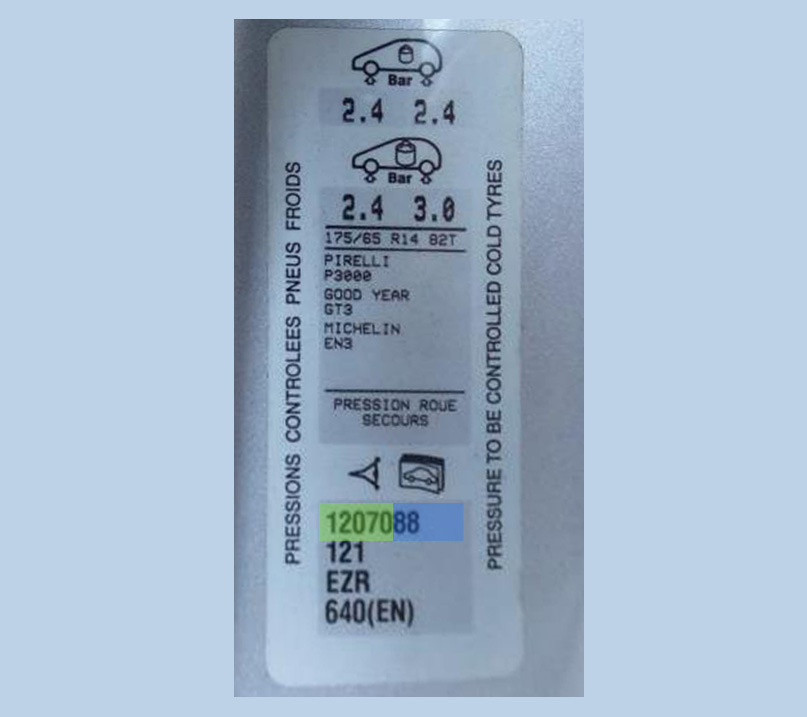 Bar
2.4 2.4
Bar
2.4 3.0
175/65 R14 82T
PIRELLI
P3000
GOOD YEAR
GT3
MICHELIN
EN3
PRESSION ROUE
SECOURS
1207088
121
EZR
640(EN)
PRESSIONS CONTROLEES PNEUS FROIDS
PRESSURE TO BE CONTROLLED COLD TYRES